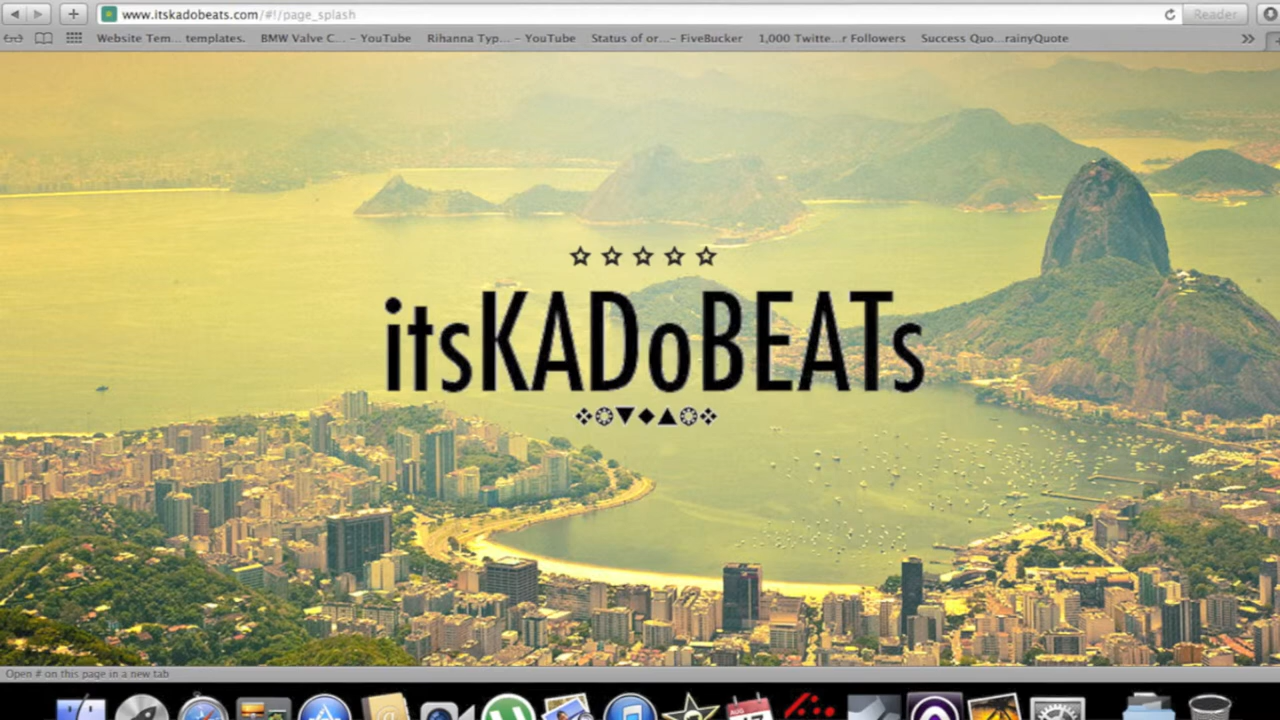 www.itskadobeats.com/#!/page_splash
Reader
Website Tem... templates.
BMW Valve C... – YouTube
Rihanna Typ... – YouTube
Status of or...– FiveBucker
1,000 Twitte...r Followers
Success Quo...rainyQuote
itsKADoBEATs
Open # on this page in a new tab
AUG